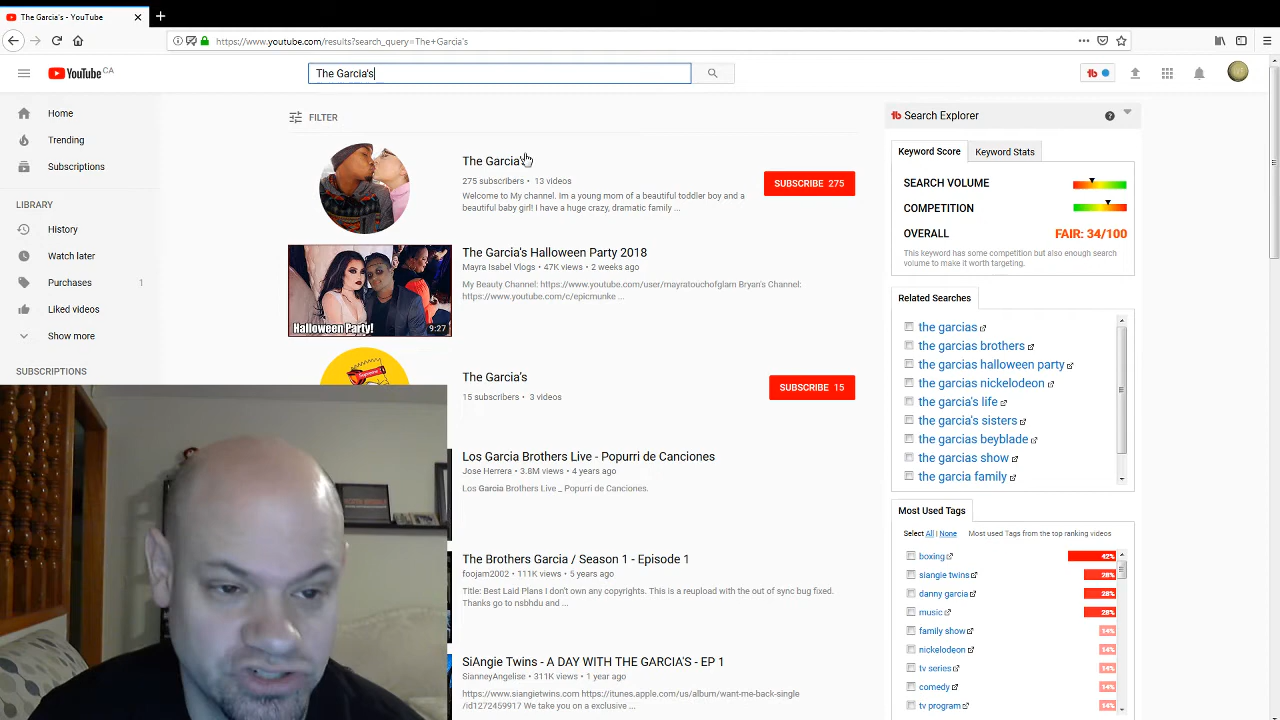 The Garcia's - YouTube
https://www.youtube.com/results?search_query=The+Garcia's
YouTube CA
The Garcia's
Home
Trending
Subscriptions
LIBRARY
History
Watch later
Purchases 1
Liked videos
Show more
SUBSCRIPTIONS
FILTER
The Garcia's
275 subscribers • 13 videos
Welcome to My channel. Im a young mom of a beautiful toddler boy and a
beautiful baby girl! I have a huge crazy, dramatic family ...
SUBSCRIBE 275
Halloween Party!
9:27
The Garcia's Halloween Party 2018
Mayra Isabel Vlogs • 47K views • 2 weeks ago
My Beauty Channel: https://www.youtube.com/user/mayratouchofglam Bryan's Channel:
https://www.youtube.com/c/epicmunke ...
Supreme
The Garcia's
15 subscribers • 3 videos
SUBSCRIBE 15
Los Garcia Brothers Live - Popurri de Canciones
Jose Herrera • 3.8M views • 4 years ago
Los Garcia Brothers Live _ Popurri de Canciones.
The Brothers Garcia / Season 1 - Episode 1
foojam2002 • 111K views • 5 years ago
Title: Best Laid Plans I don't own any copyrights. This is a reupload with the out of sync bug fixed.
Thanks go to nsbhdu and ...
SiAngie Twins - A DAY WITH THE GARCIA'S - EP 1
SianneyAngelise • 311K views • 1 year ago
https://www.siangietwins.com https://itunes.apple.com/us/album/want-me-back-single
/id1272459917 We take you on a exclusive ...
tb
tb Search Explorer
Keyword Score
Keyword Stats
SEARCH VOLUME
COMPETITION
OVERALL FAIR: 34/100
This keyword has some competition but also enough search
volume to make it worth targeting.
Related Searches
the garcias
the garcias brothers
the garcias halloween party
the garcias nickelodeon
the garcia's life
the garcia's sisters
the garcias beyblade
the garcias show
the garcia family
Most Used Tags
Select All | None Most used Tags from the top ranking videos
boxing 42%
siangie twins 28%
danny garcia 28%
music 28%
family show 14%
nickelodeon 14%
tv series 14%
comedy 14%
tv program 14%